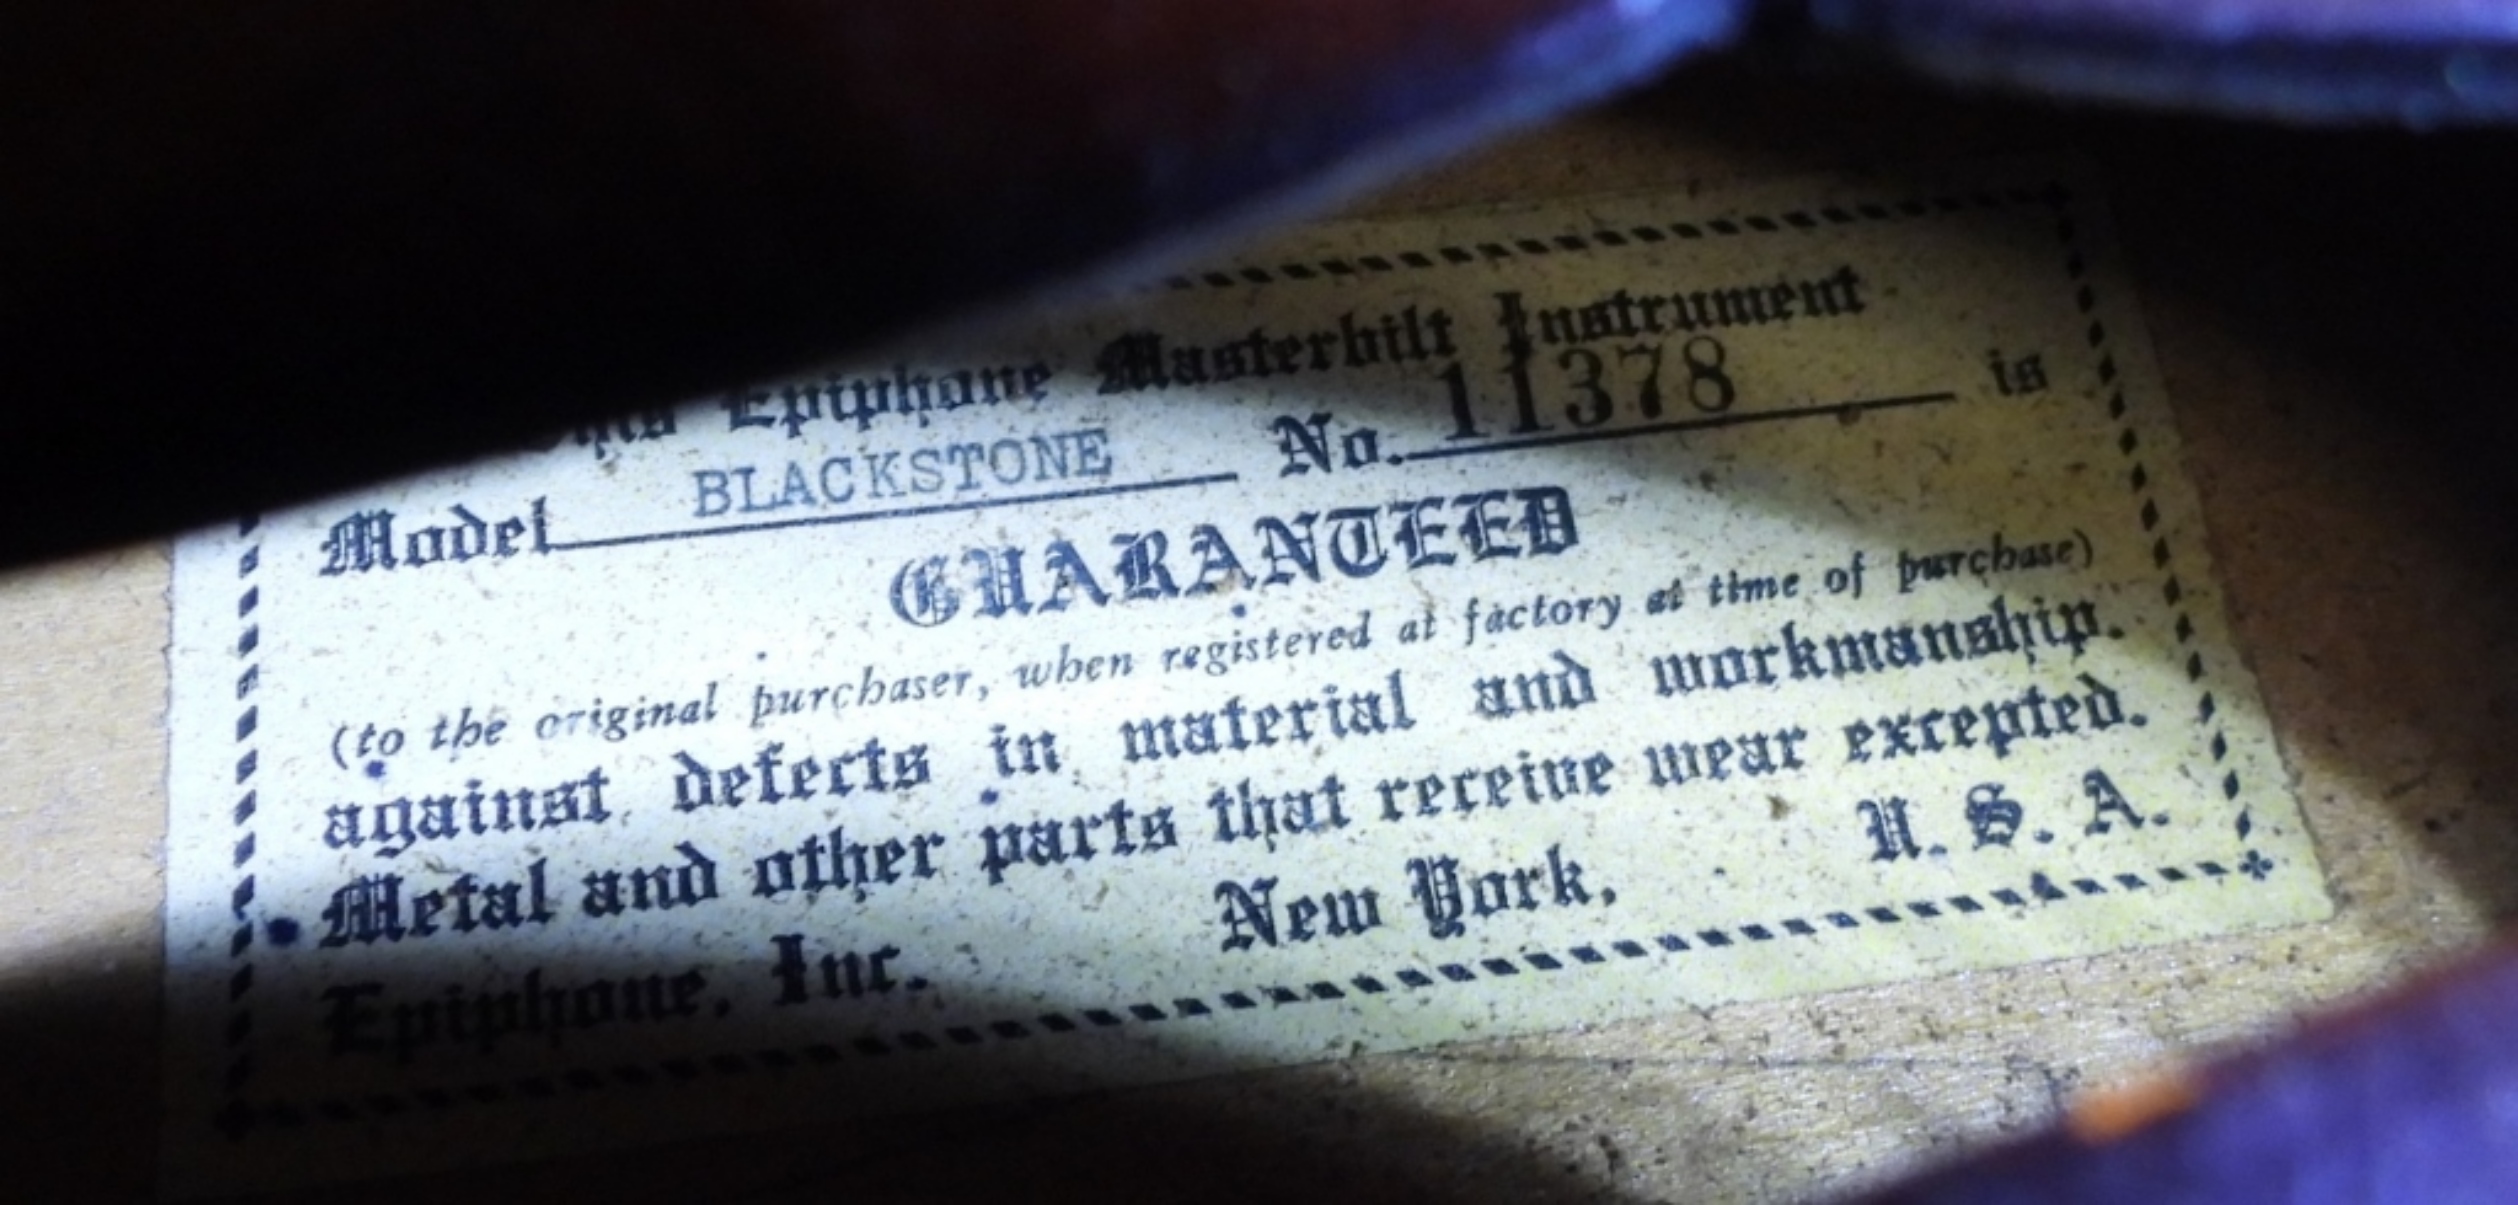 Epiphone Masterbilt Instrument
Model BLACKSTONE No. 11378 is
GUARANTEED
(to the original purchaser, when registered at factory at time of purchase)
against defects in material and workmanship.
Metal and other parts that receive wear excepted.
Epiphone, Inc. New York, U. S. A.